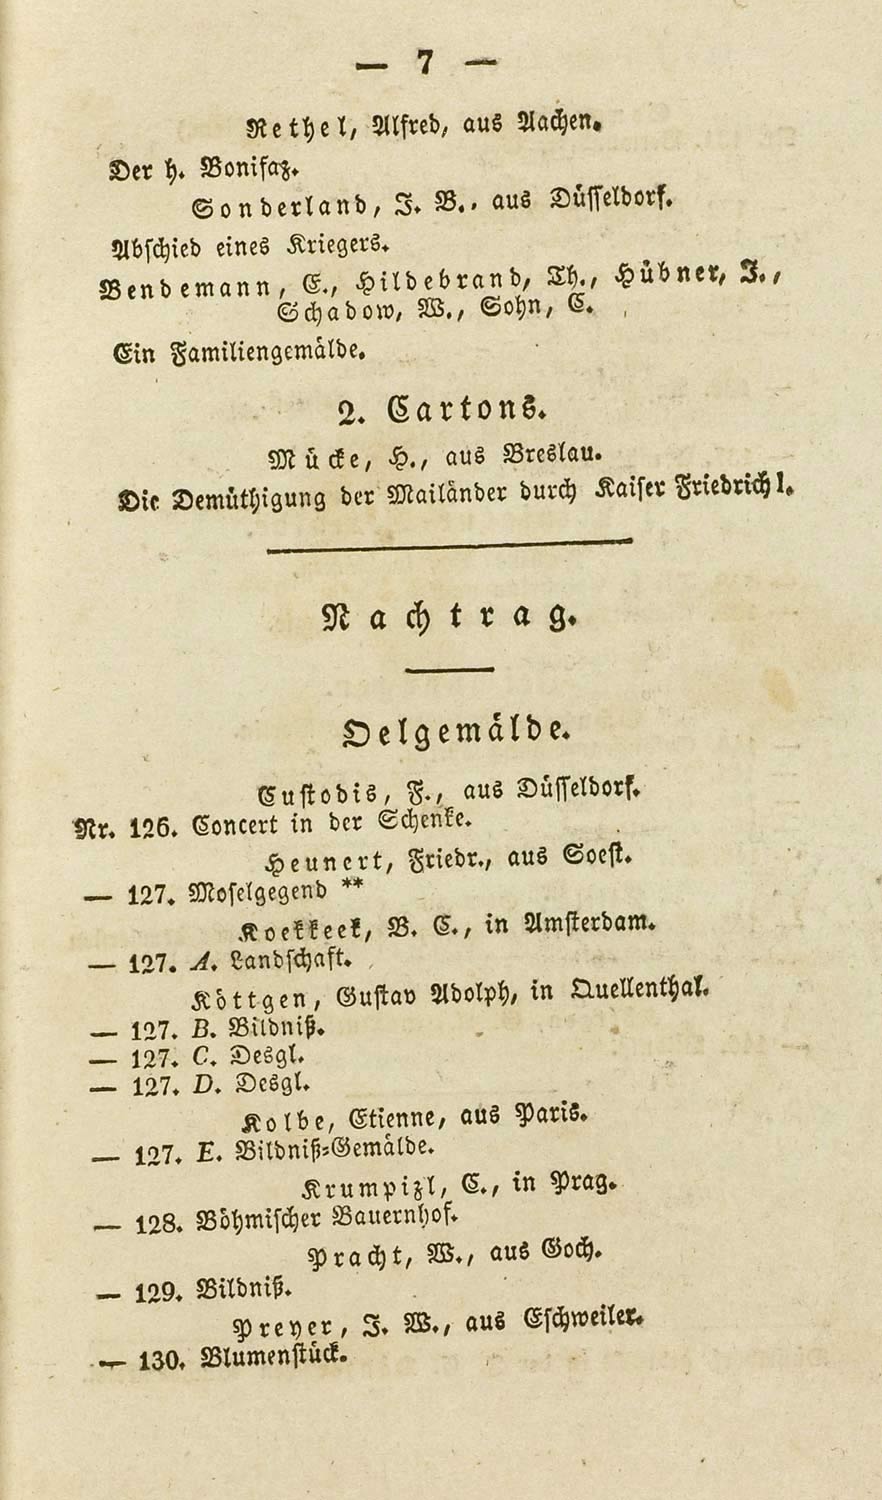 — 7 —
Rethel, Alfred, aus Aachen.
Der h. Bonifaz.
Sonderland, J. B., aus Düsseldorf.
Abschied eines Kriegers.
Bendemann, E., Hildebrand, Th., Hübner, J.,
Schadow, W., Sohn, C.
Ein Familiengemälde.
2. Cartons.
Mücke, H., aus Breslau.
Die Demüthigung der Mailänder durch Kaiser Friedrich I.
Nachtrag.
Oelgemälde.
Custodis, F., aus Düsseldorf.
Nr. 126. Concert in der Schenke.
Heunert, Friedr., aus Soest.
— 127. Moselgegend **
Koekkeek, B. C., in Amsterdam.
— 127. A. Landschaft.
Köttgen, Gustav Adolph, in Quellenthal.
— 127. B. Bildniß.
— 127. C. Desgl.
— 127. D. Desgl.
Kolbe, Etienne, aus Paris.
— 127. E. Bildniß-Gemälde.
Krumpizl, C., in Prag.
— 128. Böhmischer Bauernhof.
Pracht, W., aus Goch.
— 129. Bildniß.
Preyer, J. W., aus Eschweiler.
— 130. Blumenstück.